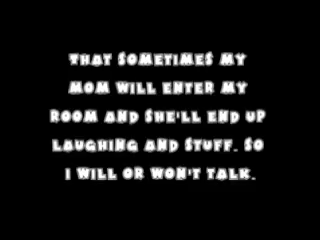 THAT SOMETIMES MY
MOM WILL ENTER MY
ROOM AND SHE'LL END UP
LAUGHING AND STUFF. SO
I WILL OR WON'T TALK.